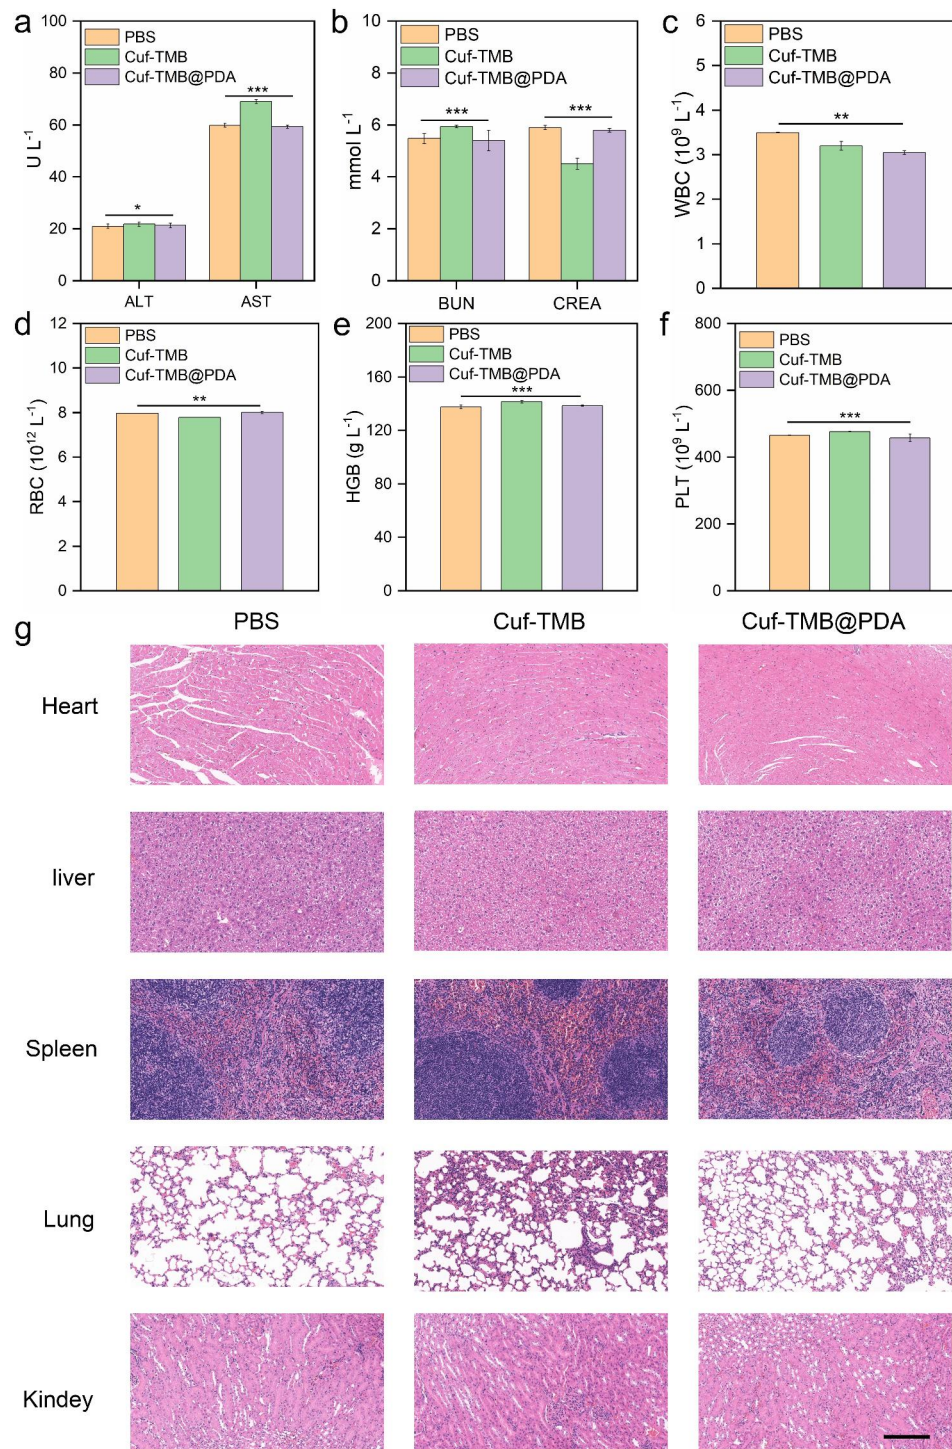 a
100
80
60
40
20
0
U L⁻¹
PBS
Cuf-TMB
Cuf-TMB@PDA
*
***
ALT
AST
b
10
8
6
4
2
0
mmol L⁻¹
PBS
Cuf-TMB
Cuf-TMB@PDA
***
***
BUN
CREA
c
6
5
4
3
2
1
0
WBC (10⁹ L⁻¹)
PBS
Cuf-TMB
Cuf-TMB@PDA
**
d
12
10
8
6
4
2
0
RBC (10¹² L⁻¹)
PBS
Cuf-TMB
Cuf-TMB@PDA
**
e
200
160
120
80
40
0
HGB (g L⁻¹)
PBS
Cuf-TMB
Cuf-TMB@PDA
***
f
800
600
400
200
0
PLT (10⁹ L⁻¹)
PBS
Cuf-TMB
Cuf-TMB@PDA
***
g
PBS
Cuf-TMB
Cuf-TMB@PDA
Heart
liver
Spleen
Lung
Kindey